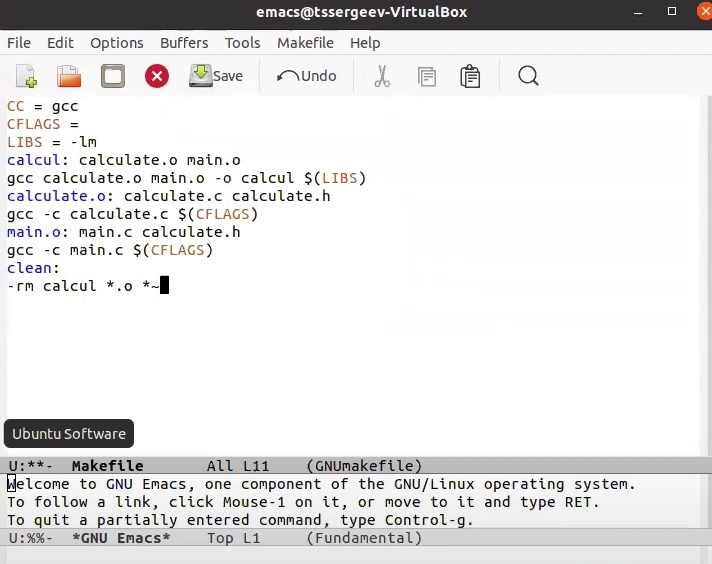 emacs@tssergeev-VirtualBox
File Edit Options Buffers Tools Makefile Help
Save Undo
CC = gcc
CFLAGS =
LIBS = -lm
calcul: calculate.o main.o
gcc calculate.o main.o -o calcul $(LIBS)
calculate.o: calculate.c calculate.h
gcc -c calculate.c $(CFLAGS)
main.o: main.c calculate.h
gcc -c main.c $(CFLAGS)
clean:
-rm calcul *.o *~
Ubuntu Software
U:**- Makefile All L11 (GNUmakefile)
Welcome to GNU Emacs, one component of the GNU/Linux operating system.
To follow a link, click Mouse-1 on it, or move to it and type RET.
To quit a partially entered command, type Control-g.
U:%%- *GNU Emacs* Top L1 (Fundamental)